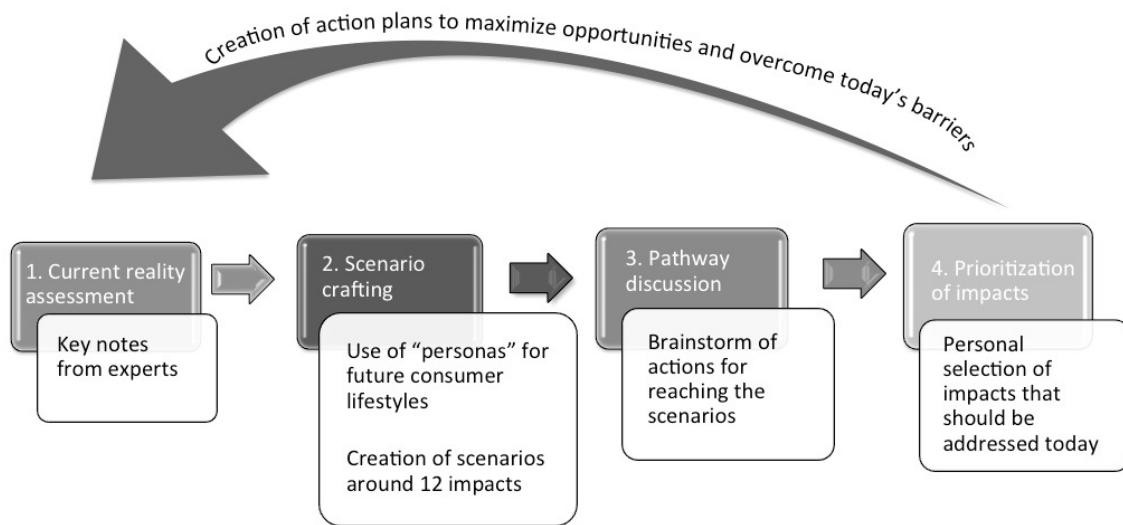 Creation of action plans to maximize opportunities and overcome today's barriers
1. Current reality
assessment
Key notes
from experts
2. Scenario
crafting
Use of “personas” for
future consumer
lifestyles
Creation of scenarios
around 12 impacts
3. Pathway
discussion
Brainstorm of
actions for
reaching the
scenarios
4. Prioritization
of impacts
Personal
selection of
impacts that
should be
addressed today